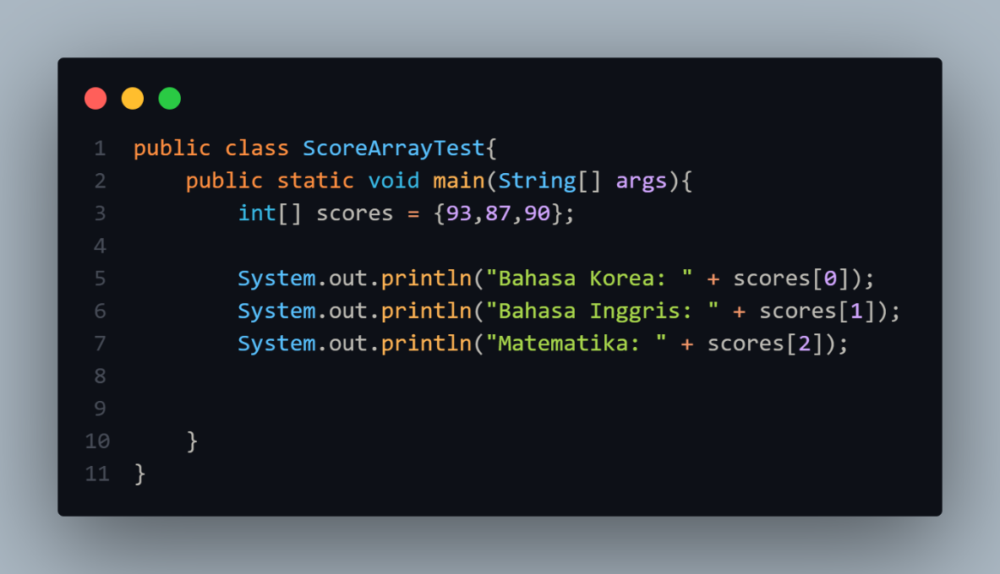 1 public class ScoreArrayTest{
2     public static void main(String[] args){
3         int[] scores = {93,87,90};
4
5         System.out.println("Bahasa Korea: " + scores[0]);
6         System.out.println("Bahasa Inggris: " + scores[1]);
7         System.out.println("Matematika: " + scores[2]);
8
9
10     }
11 }